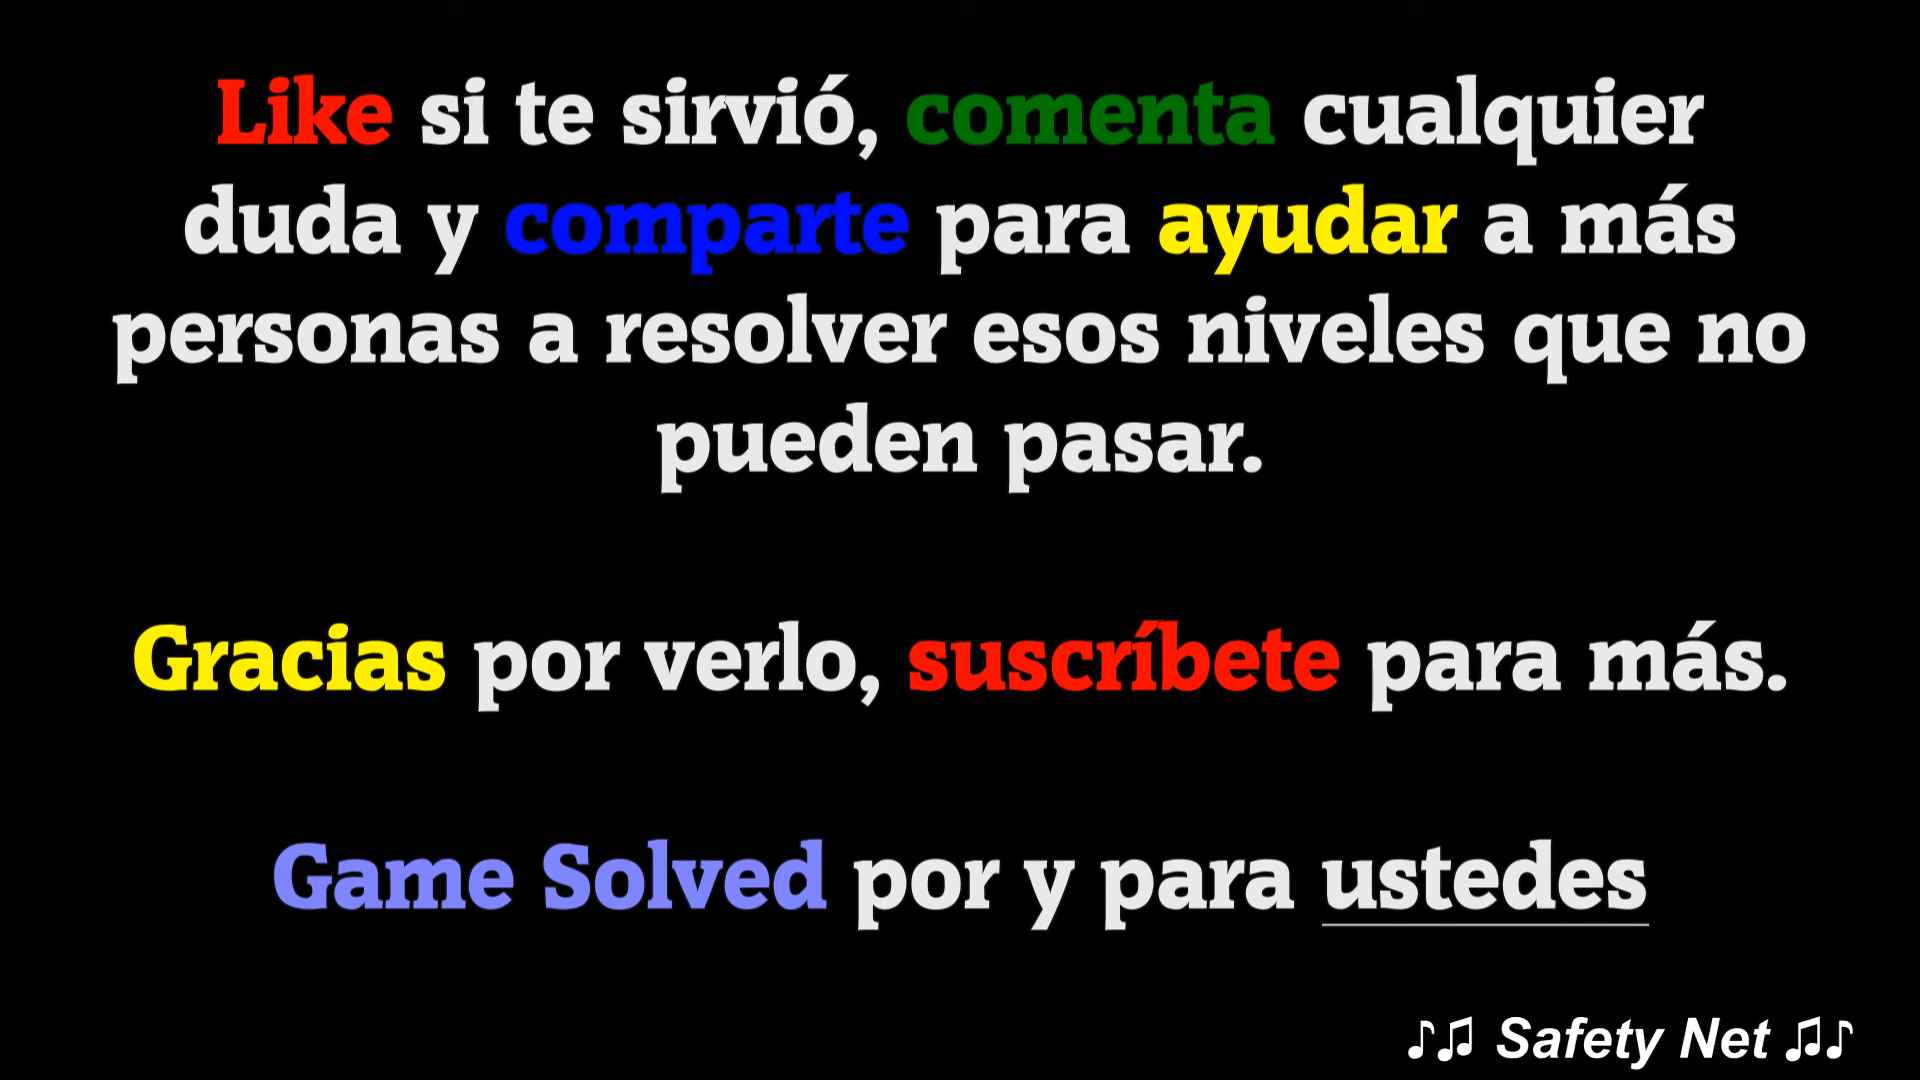 Like si te sirvió, comenta cualquier
duda y comparte para ayudar a más
personas a resolver esos niveles que no
pueden pasar.
Gracias por verlo, suscríbete para más.
Game Solved por y para ustedes
♪♫ Safety Net ♫♪